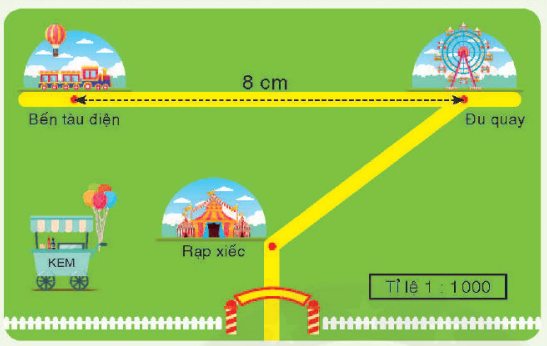 8 cm
Bến tàu điện
Đu quay
Rạp xiếc
KEM
Tỉ lệ 1 : 1000